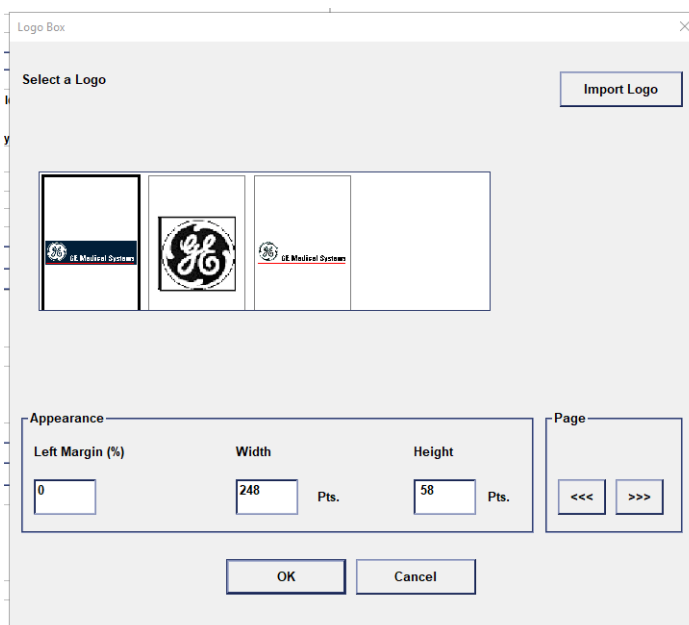 Logo Box
Select a Logo
Import Logo
GE Medical Systems
GE
GE Medical Systems
Appearance
Left Margin (%)
Width
Height
0
248
Pts.
58
Pts.
Page
<<<
>>>
OK
Cancel